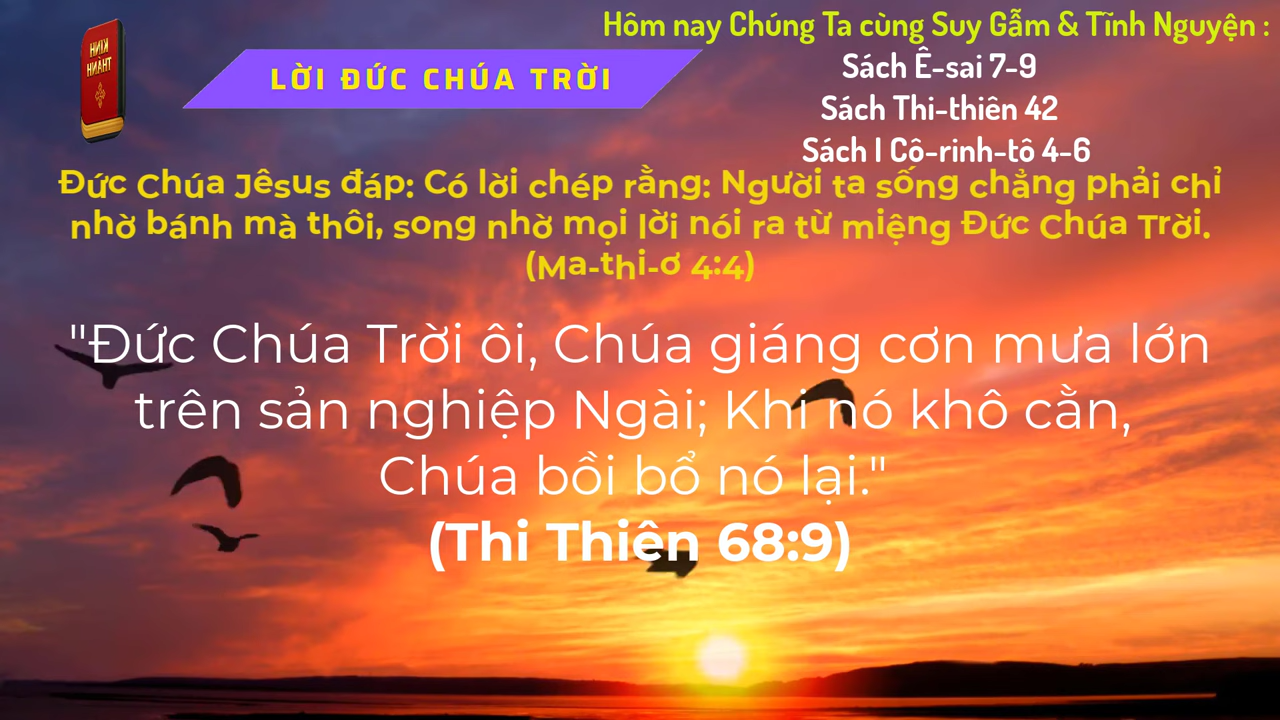 Hôm nay Chúng Ta cùng Suy Gẫm & Tĩnh Nguyện :
Sách Ê-sai 7-9
Sách Thi-thiên 42
Sách I Cô-rinh-tô 4-6
KINH
THÁNH
LỜI ĐỨC CHÚA TRỜI
Đức Chúa Jêsus đáp: Có lời chép rằng: Người ta sống chẳng phải chỉ
nhờ bánh mà thôi, song nhờ mọi lời nói ra từ miệng Đức Chúa Trời.
(Ma-thi-ơ 4:4)
"Đức Chúa Trời ôi, Chúa giáng cơn mưa lớn
trên sản nghiệp Ngài; Khi nó khô cằn,
Chúa bồi bổ nó lại."
(Thi Thiên 68:9)